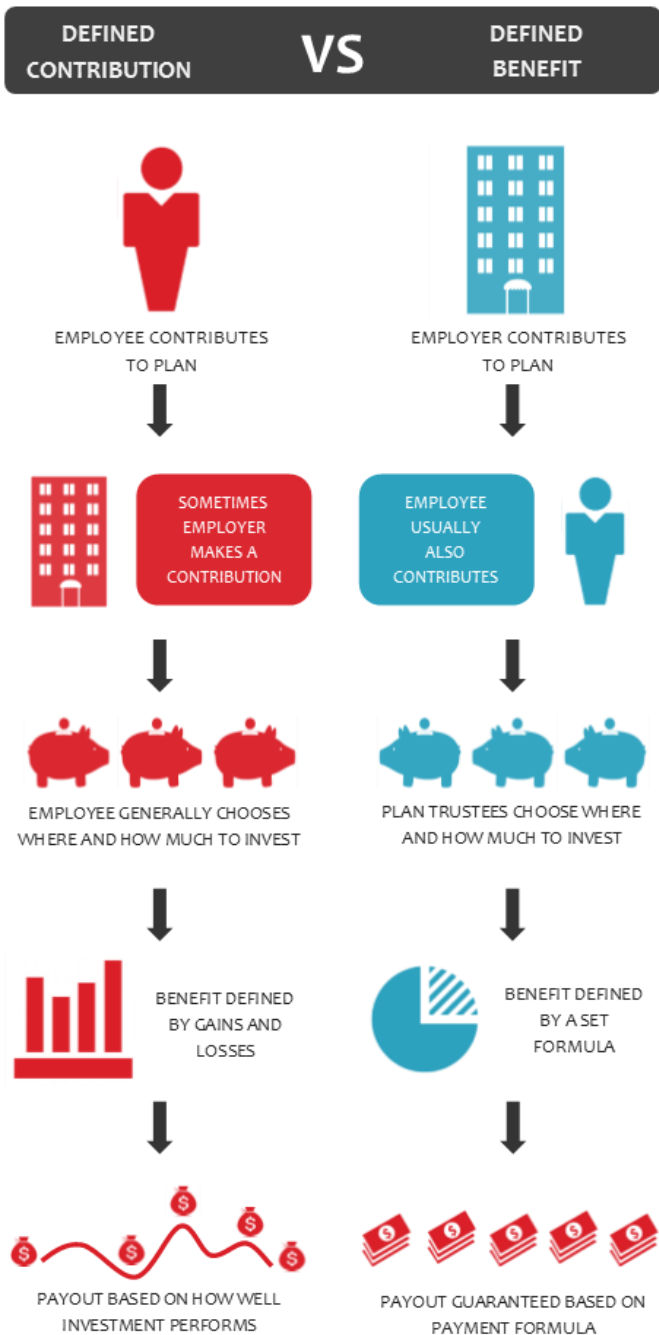 DEFINED
CONTRIBUTION
VS
DEFINED
BENEFIT
EMPLOYEE CONTRIBUTES
TO PLAN
EMPLOYER CONTRIBUTES
TO PLAN
SOMETIMES
EMPLOYER
MAKES A
CONTRIBUTION
EMPLOYEE
USUALLY
ALSO
CONTRIBUTES
EMPLOYEE GENERALLY CHOOSES
WHERE AND HOW MUCH TO INVEST
PLAN TRUSTEES CHOOSE WHERE
AND HOW MUCH TO INVEST
BENEFIT DEFINED
BY GAINS AND
LOSSES
BENEFIT DEFINED
BY A SET
FORMULA
$
$
$
$
$
$
$
$
$
$
PAYOUT BASED ON HOW WELL
INVESTMENT PERFORMS
PAYOUT GUARANTEED BASED ON
PAYMENT FORMULA